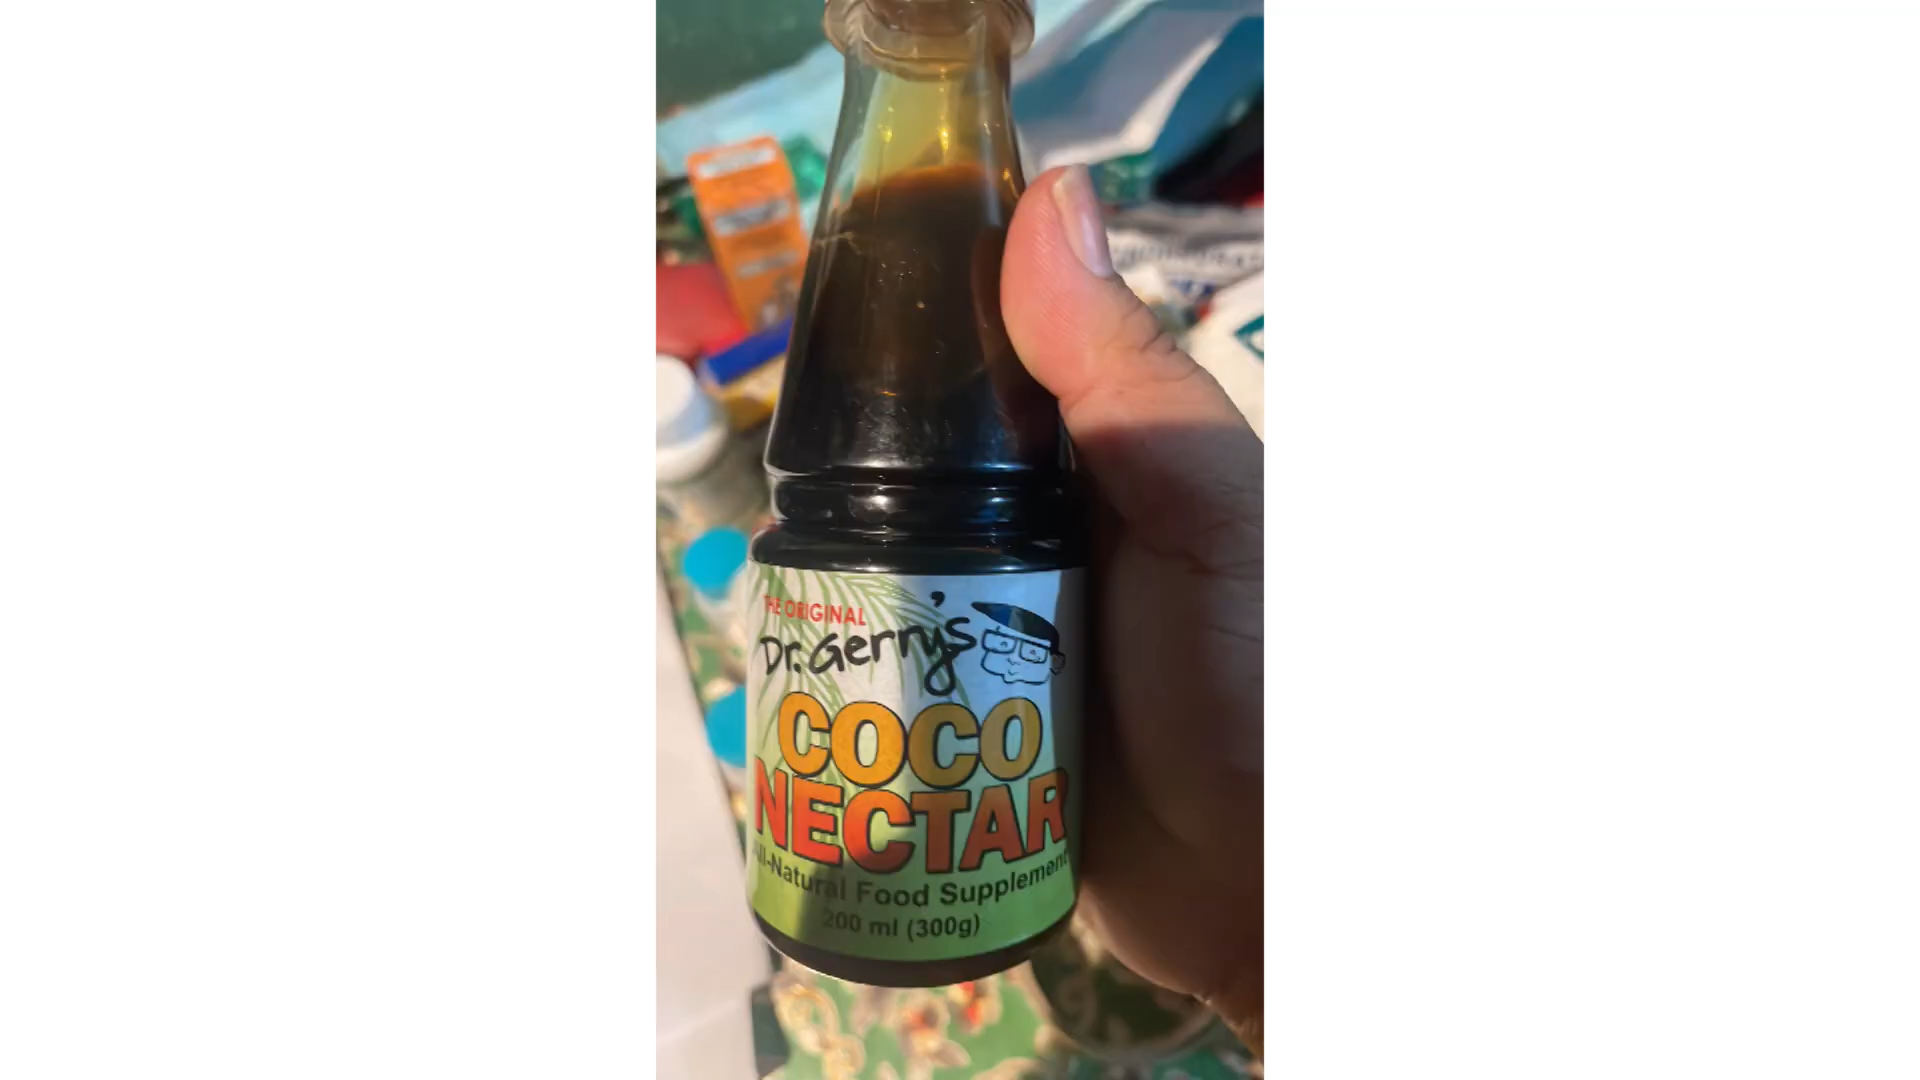 THE ORIGINAL
Dr. Gerry's
COCO
NECTAR
All-Natural Food Supplement
200 ml (300g)